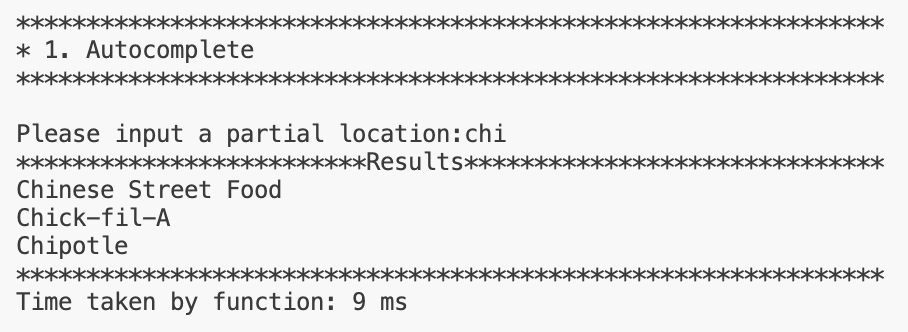 **************************************************************
* 1. Autocomplete
**************************************************************
Please input a partial location:chi
*************************Results******************************
Chinese Street Food
Chick-fil-A
Chipotle
**************************************************************
Time taken by function: 9 ms